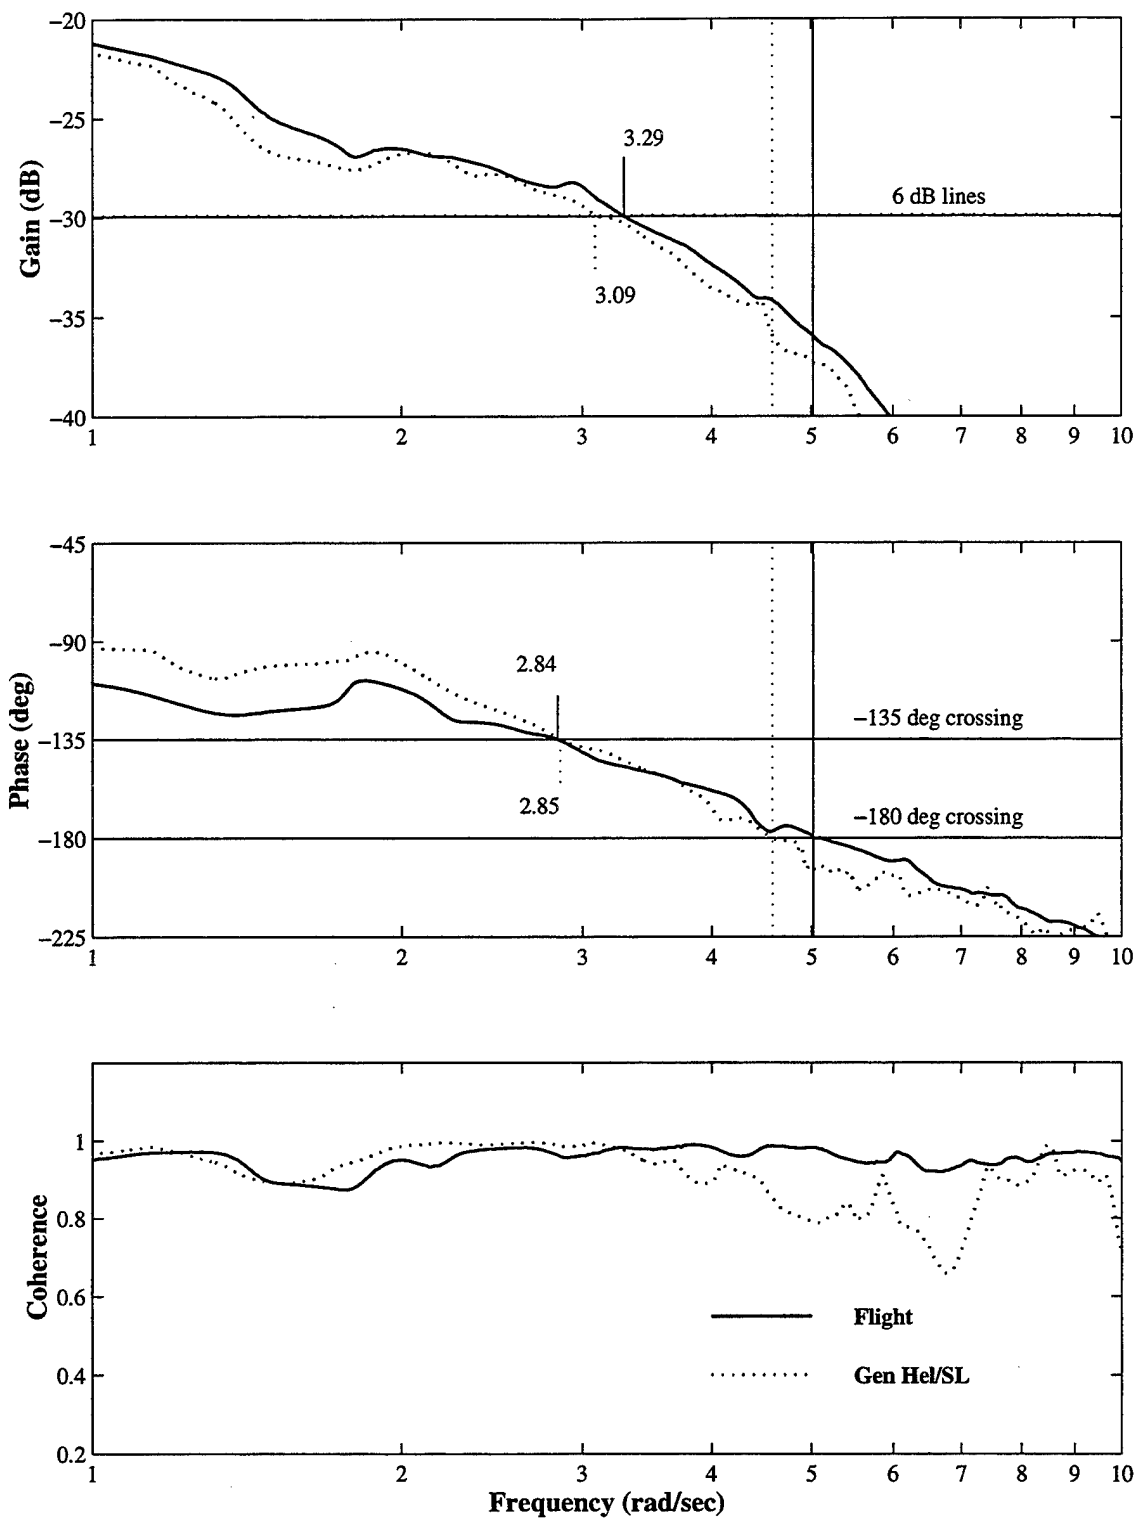 −20
−25
−30
−35
−40
Gain (dB)
3.29
6 dB lines
3.09
1 2 3 4 5 6 7 8 9 10
−45
−90
−135
−180
−225
Phase (deg)
2.84
−135 deg crossing
2.85
−180 deg crossing
1 2 3 4 5 6 7 8 9 10
1
0.8
0.6
0.4
0.2
Coherence
Flight
Gen Hel/SL
1 2 3 4 5 6 7 8 9 10
Frequency (rad/sec)